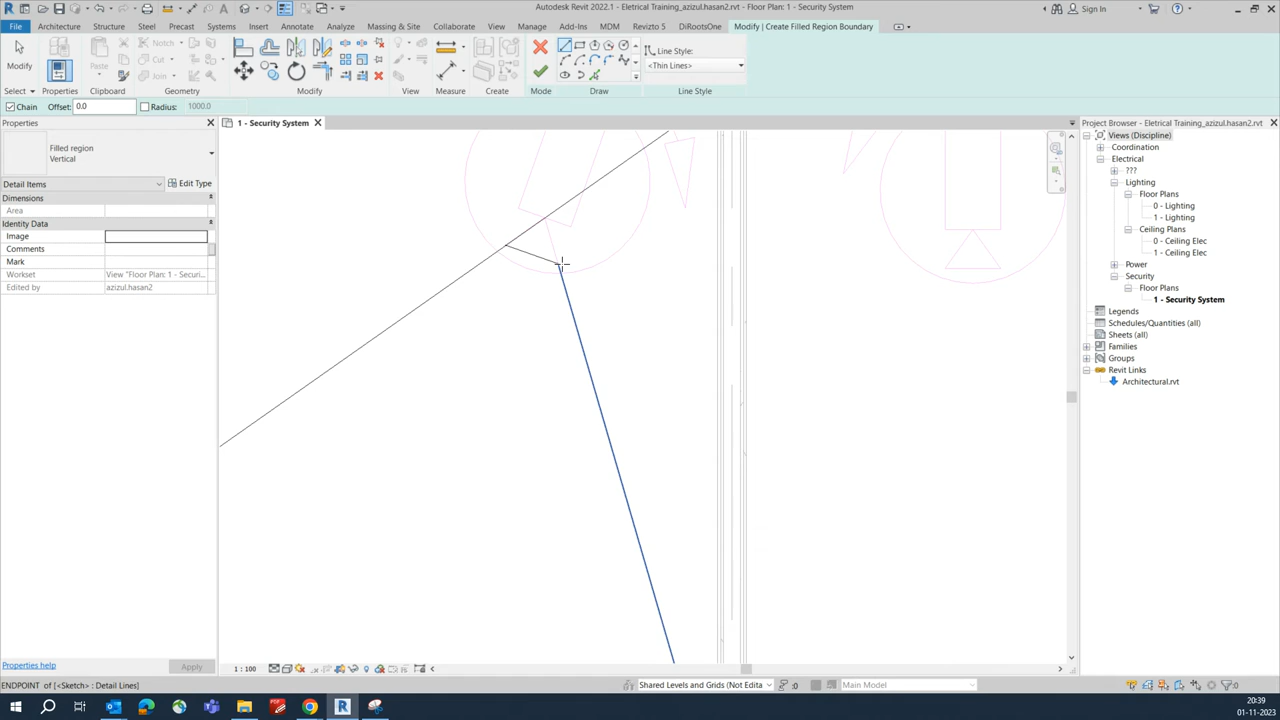 Autodesk Revit 2022.1 - Eletrical Training_azizul.hasan2.rvt - Floor Plan: 1 - Security System
Sign In
File Architecture Structure Steel Precast Systems Insert Annotate Analyze Massing & Site Collaborate View Manage Add-Ins MDM Revizto 5 DiRootsOne Modify | Create Filled Region Boundary
Modify
Paste
Cut
Join
Notch
Line Style:
<Thin Lines>
Select Properties Clipboard Geometry Modify View Measure Create Mode Draw Line Style
Chain Offset: 0.0 Radius: 1000.0
Properties
1 - Security System
Project Browser - Eletrical Training_azizul.hasan2.rvt
Filled region
Vertical
Detail Items
Edit Type
Dimensions
Area
Identity Data
Image
Comments
Mark
Workset View "Floor Plan: 1 - Securi...
Edited by azizul.hasan2
Views (Discipline)
Coordination
Electrical
???
Lighting
Floor Plans
0 - Lighting
1 - Lighting
Ceiling Plans
0 - Ceiling Elec
1 - Ceiling Elec
Power
Security
Floor Plans
1 - Security System
Legends
Schedules/Quantities (all)
Sheets (all)
Families
Groups
Revit Links
Architectural.rvt
Properties help
Apply
1 : 100
ENDPOINT of [<Sketch> : Detail Lines]
Shared Levels and Grids (Not Edita
:0
Main Model
:0
20:39
01-11-2023